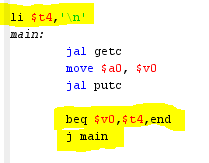 li $t4,'\n'
main:
jal getc
move $a0, $v0
jal putc
beq $v0,$t4,end
j main